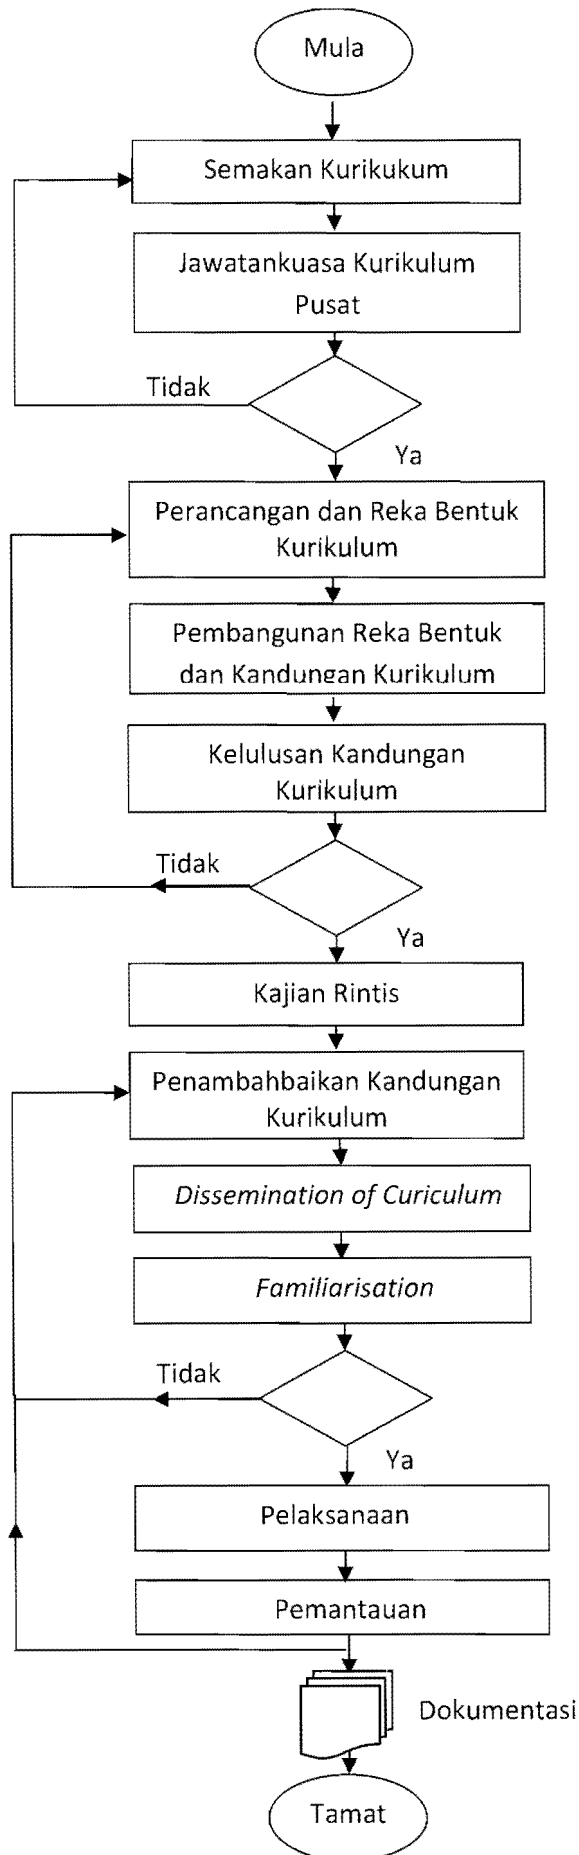 Mula
Semakan Kurikukum
Jawatankuasa Kurikulum
Pusat
Tidak
Ya
Perancangan dan Reka Bentuk
Kurikulum
Pembangunan Reka Bentuk
dan Kandungan Kurikulum
Kelulusan Kandungan
Kurikulum
Tidak
Ya
Kajian Rintis
Penambahbaikan Kandungan
Kurikulum
Dissemination of Curiculum
Familiarisation
Tidak
Ya
Pelaksanaan
Pemantauan
Dokumentasi
Tamat